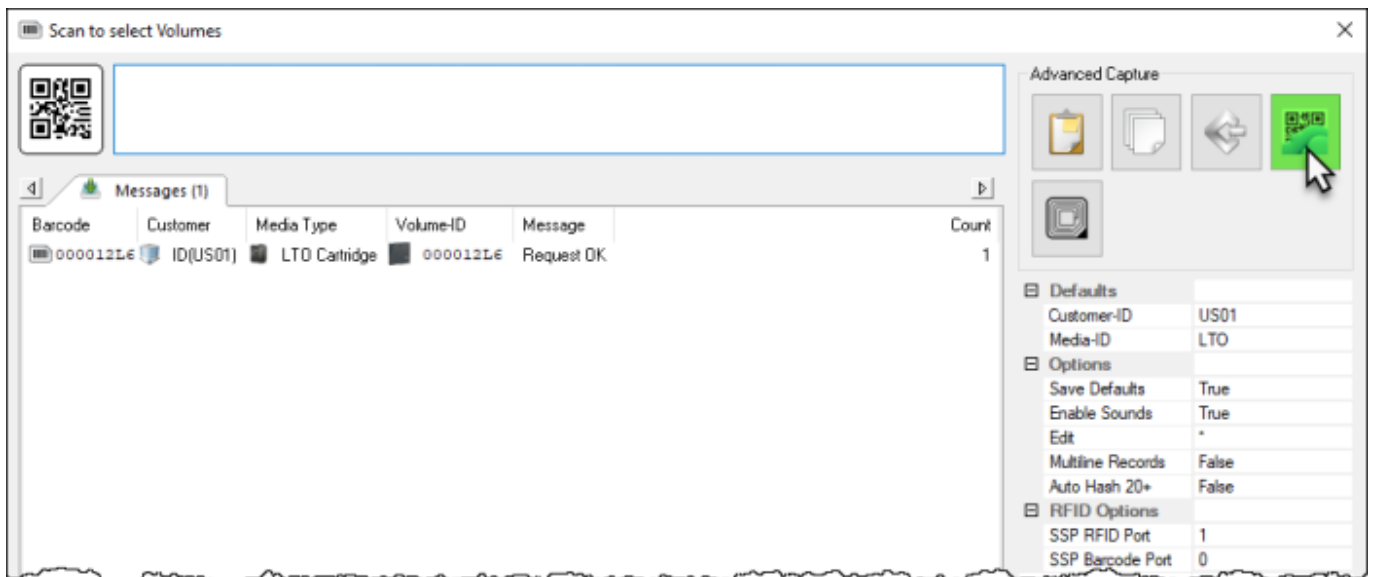 Scan to select Volumes
Advanced Capture
Messages (1)
Barcode Customer Media Type Volume-ID Message Count
000012L6 ID(US01) LTO Cartridge 000012L6 Request OK 1
Defaults
Customer-ID US01
Media-ID LTO
Options
Save Defaults True
Enable Sounds True
Edit *
Multiline Records False
Auto Hash 20+ False
RFID Options
SSP RFID Port 1
SSP Barcode Port 0